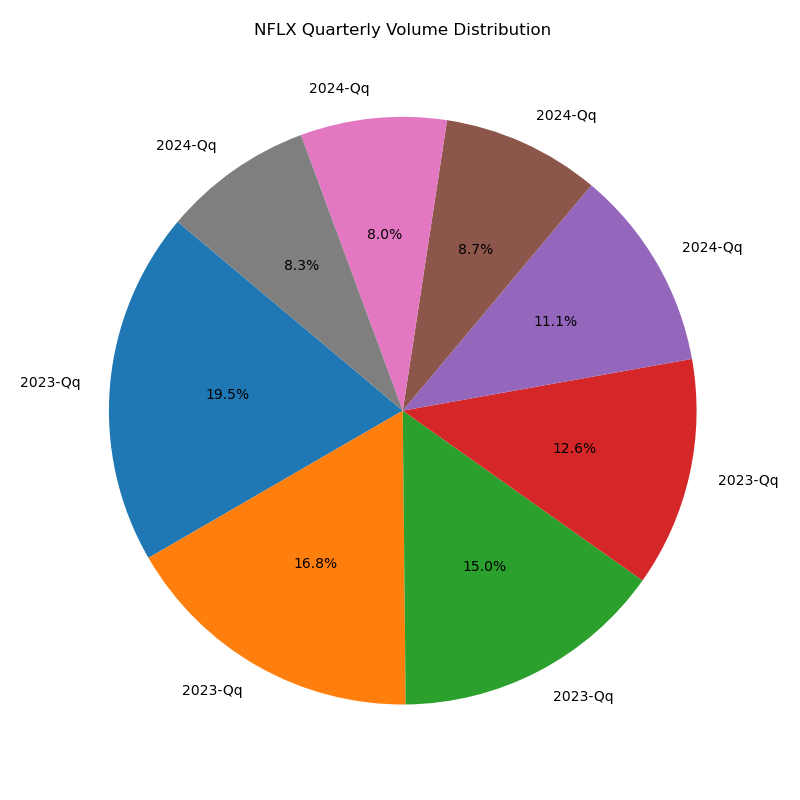 NFLX Quarterly Volume Distribution
2024-Qq
2024-Qq
2024-Qq
8.0%
8.7%
2024-Qq
8.3%
11.1%
2023-Qq
19.5%
12.6%
2023-Qq
16.8%
15.0%
2023-Qq
2023-Qq